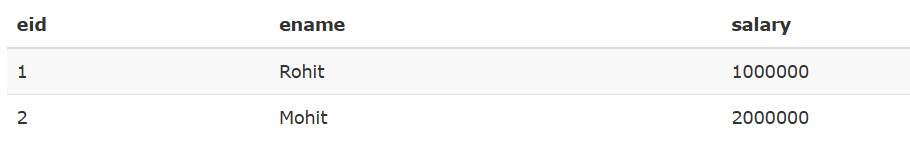 eid ename salary
1 Rohit 1000000
2 Mohit 2000000